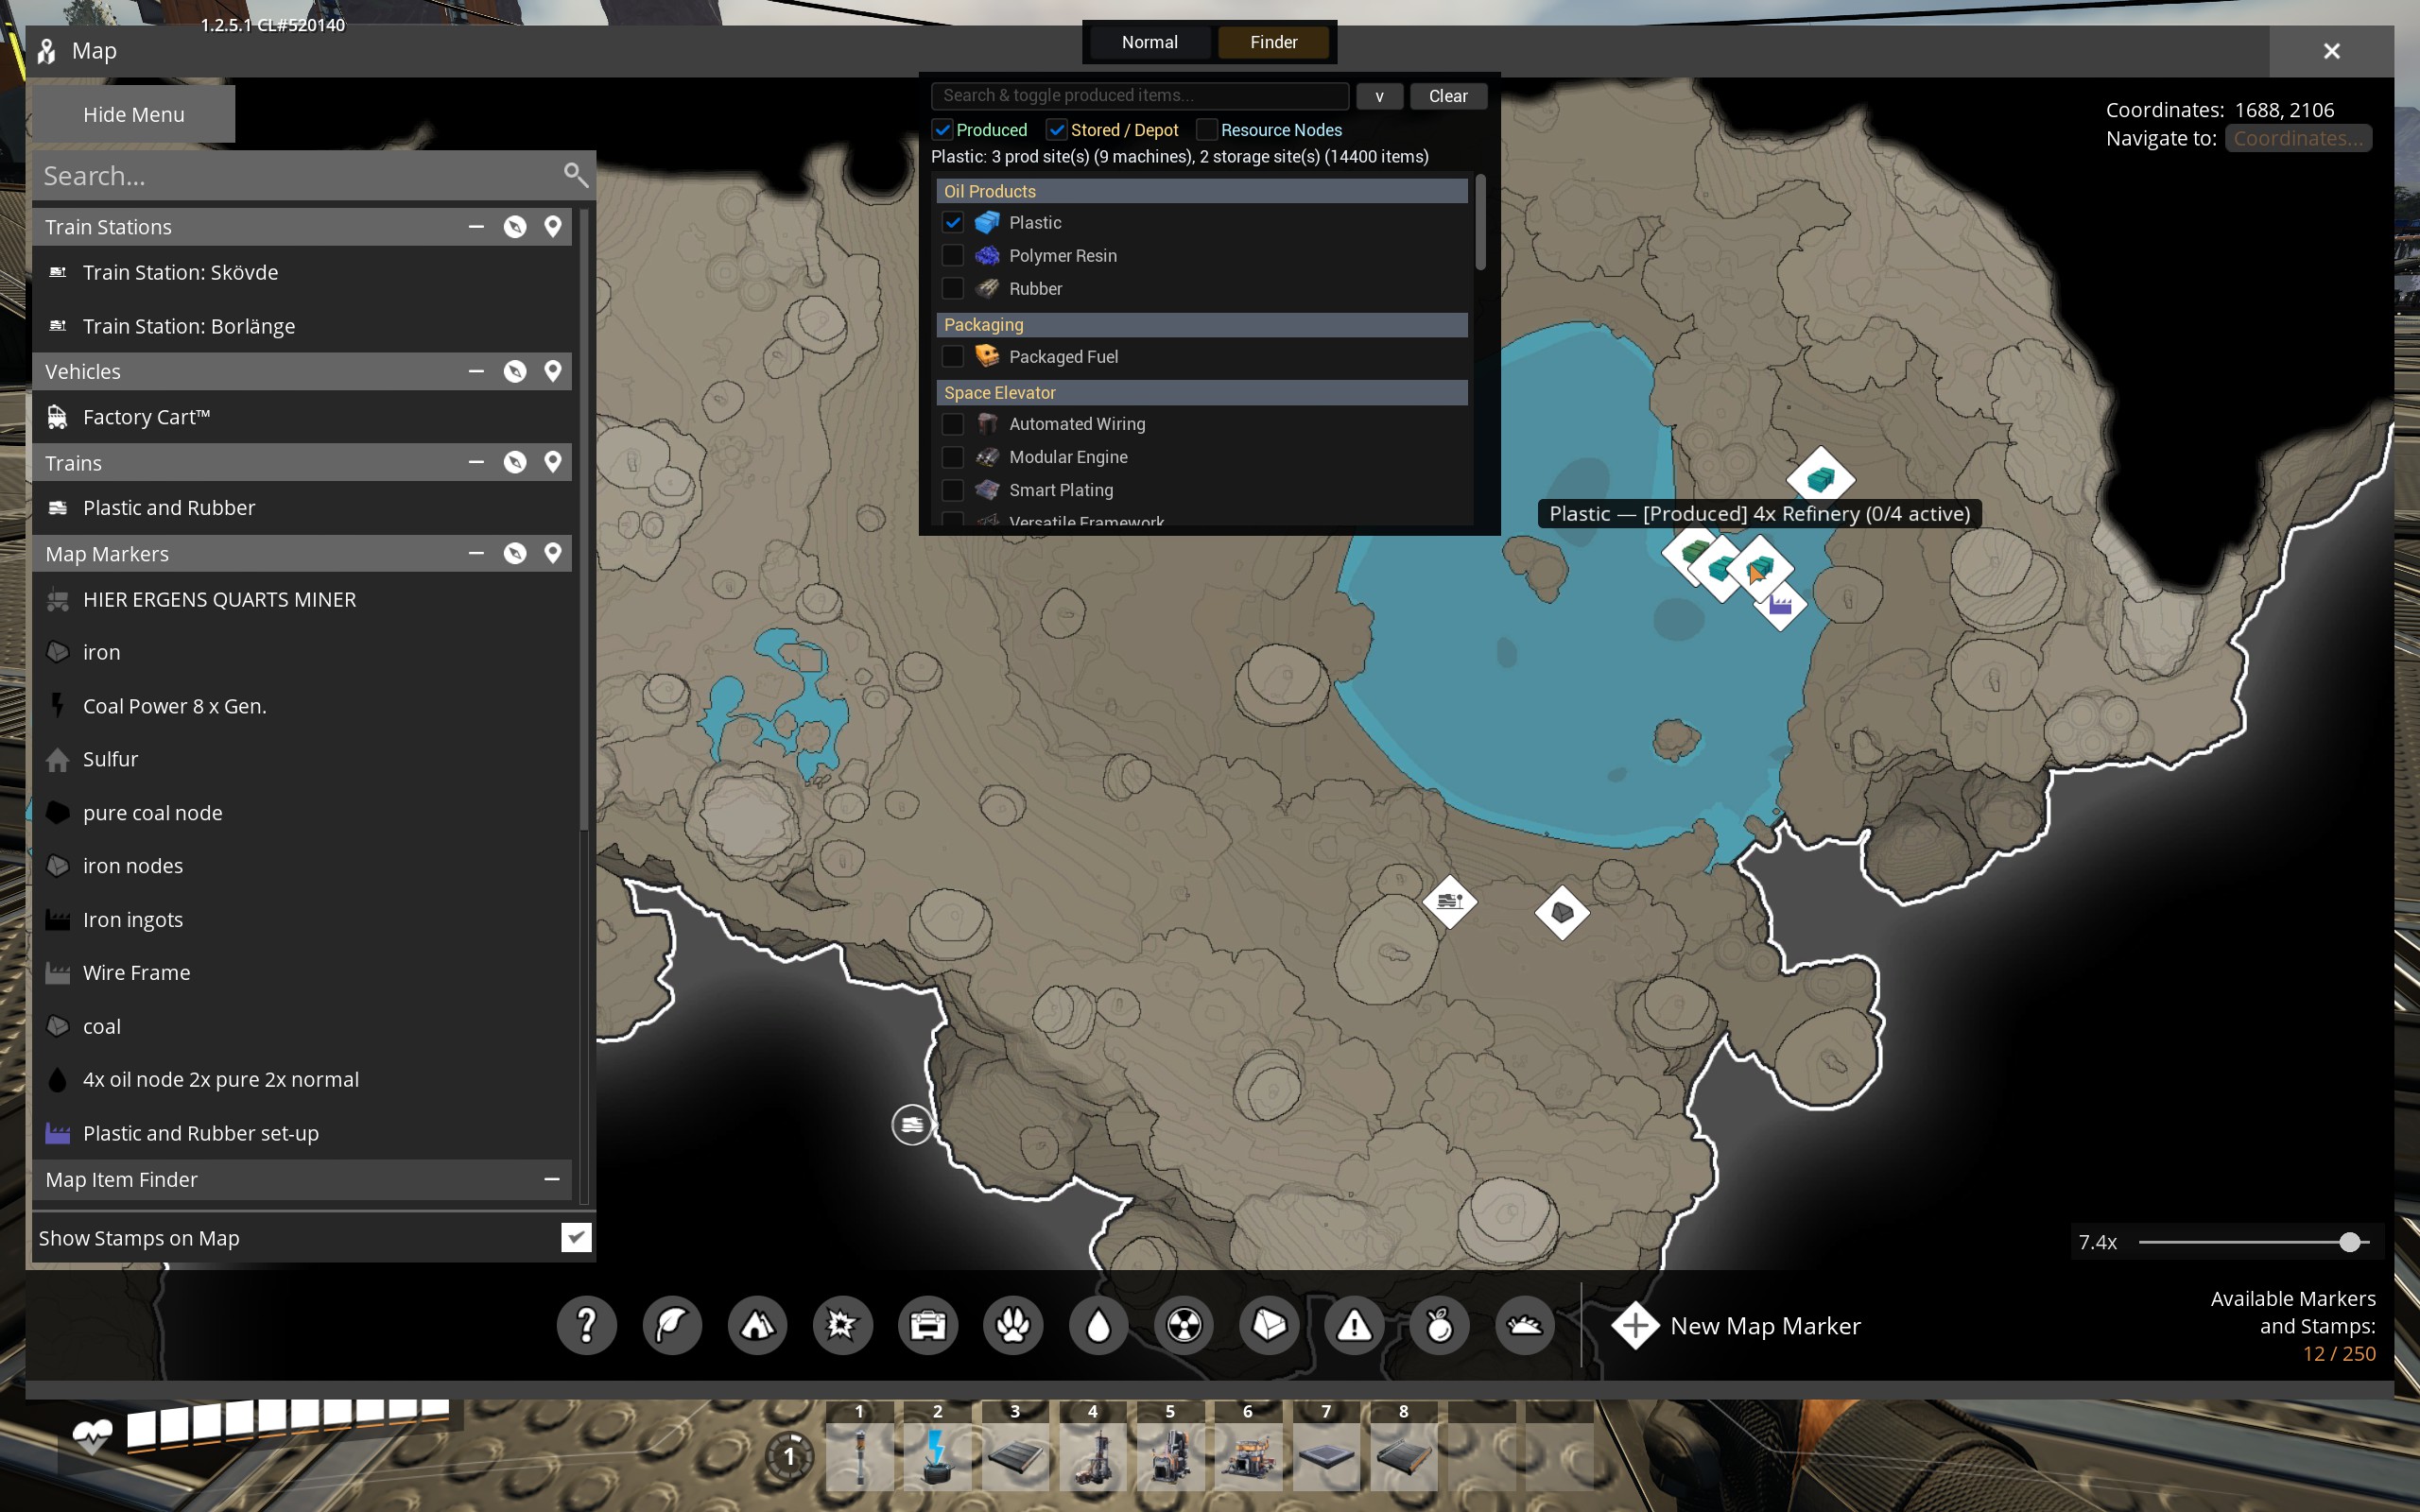 1.2.5.1 CL#520140
Map
Normal
Finder
Hide Menu
Search...
Train Stations
Train Station: Skövde
Train Station: Borlänge
Vehicles
Factory Cart™
Trains
Plastic and Rubber
Map Markers
HIER ERGENS QUARTS MINER
iron
Coal Power 8 x Gen.
Sulfur
pure coal node
iron nodes
Iron ingots
Wire Frame
coal
4x oil node 2x pure 2x normal
Plastic and Rubber set-up
Map Item Finder
Show Stamps on Map
Search & toggle produced items...
v
Clear
Produced
Stored / Depot
Resource Nodes
Plastic: 3 prod site(s) (9 machines), 2 storage site(s) (14400 items)
Oil Products
Plastic
Polymer Resin
Rubber
Packaging
Packaged Fuel
Space Elevator
Automated Wiring
Modular Engine
Smart Plating
Versatile Framework
Coordinates: 1688, 2106
Navigate to: Coordinates...
Plastic — [Produced] 4x Refinery (0/4 active)
7.4x
New Map Marker
Available Markers
and Stamps:
12 / 250
1
1
2
3
4
5
6
7
8